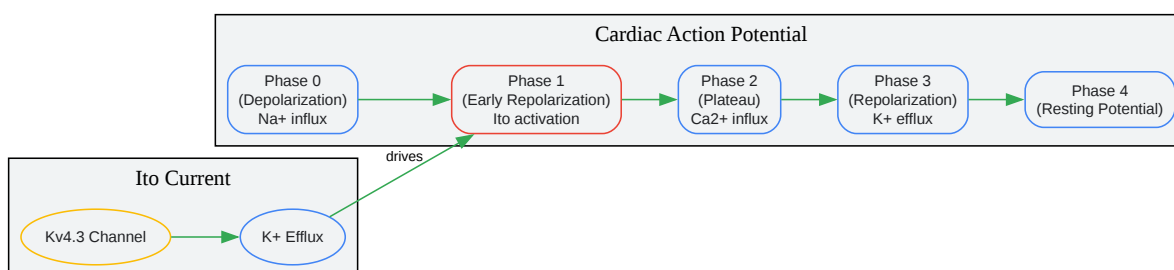 Cardiac Action Potential
Phase 0
(Depolarization)
Na+ influx
Phase 1
(Early Repolarization)
Ito activation
Phase 2
(Plateau)
Ca2+ influx
Phase 3
(Repolarization)
K+ efflux
Phase 4
(Resting Potential)
drives
Ito Current
Kv4.3 Channel
K+ Efflux